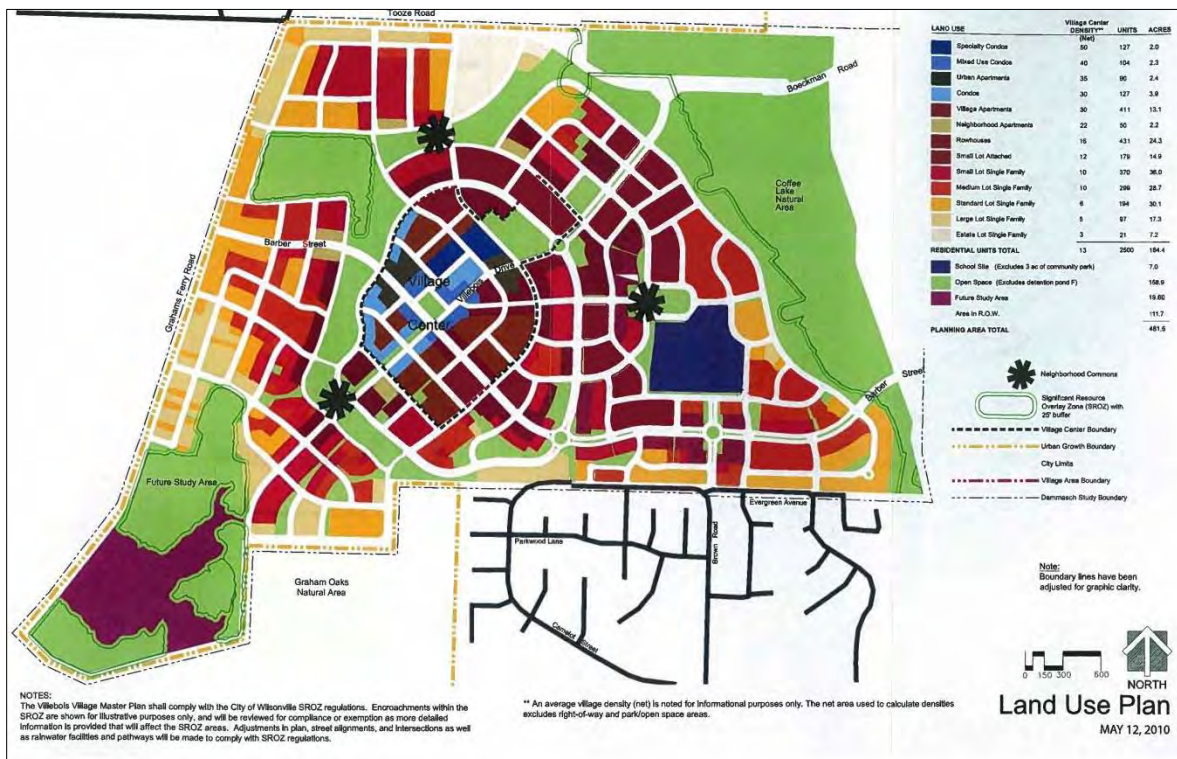 Tooze Road
Boeckman Road
Coffee
Lake
Natural
Area
Barber Street
Grahams Ferry Road
Village
Center
Villebois Drive
Barber Street
Future Study Area
Graham Oaks
Natural Area
Evergreen Avenue
Parkwood Lane
Brown Road
Camelot Street
LAND USE Village Center DENSITY** (Net) UNITS ACRES
Specialty Condos 50 127 2.0
Mixed Use Condos 40 104 2.3
Urban Apartments 35 90 2.4
Condos 30 127 3.9
Village Apartments 30 411 13.1
Neighborhood Apartments 22 50 2.2
Rowhouses 16 431 24.3
Small Lot Attached 12 179 14.9
Small Lot Single Family 10 370 36.0
Medium Lot Single Family 10 299 28.7
Standard Lot Single Family 6 194 30.1
Large Lot Single Family 5 97 17.3
Estate Lot Single Family 3 21 7.2
RESIDENTIAL UNITS TOTAL 13 2500 184.4
School Site (Excludes 3 ac of community park) 7.0
Open Space (Excludes detention pond F) 158.9
Future Study Area 19.60
Area in R.O.W. 111.7
PLANNING AREA TOTAL 481.6
Neighborhood Commons
Significant Resource
Overlay Zone (SROZ) with
25' buffer
Village Center Boundary
Urban Growth Boundary
City Limits
Village Area Boundary
Dammasch Study Boundary
Note:
Boundary lines have been
adjusted for graphic clarity.
0 150 300 600
NORTH
Land Use Plan
MAY 12, 2010
NOTES:
The Villebois Village Master Plan shall comply with the City of Wilsonville SROZ regulations. Encroachments within the
SROZ are shown for illustrative purposes only, and will be reviewed for compliance or exemption as more detailed
information is provided that will affect the SROZ areas. Adjustments in plan, street alignments, and intersections as well
as rainwater facilities and pathways will be made to comply with SROZ regulations.
** An average village density (net) is noted for informational purposes only. The net area used to calculate densities
excludes right-of-way and park/open space areas.